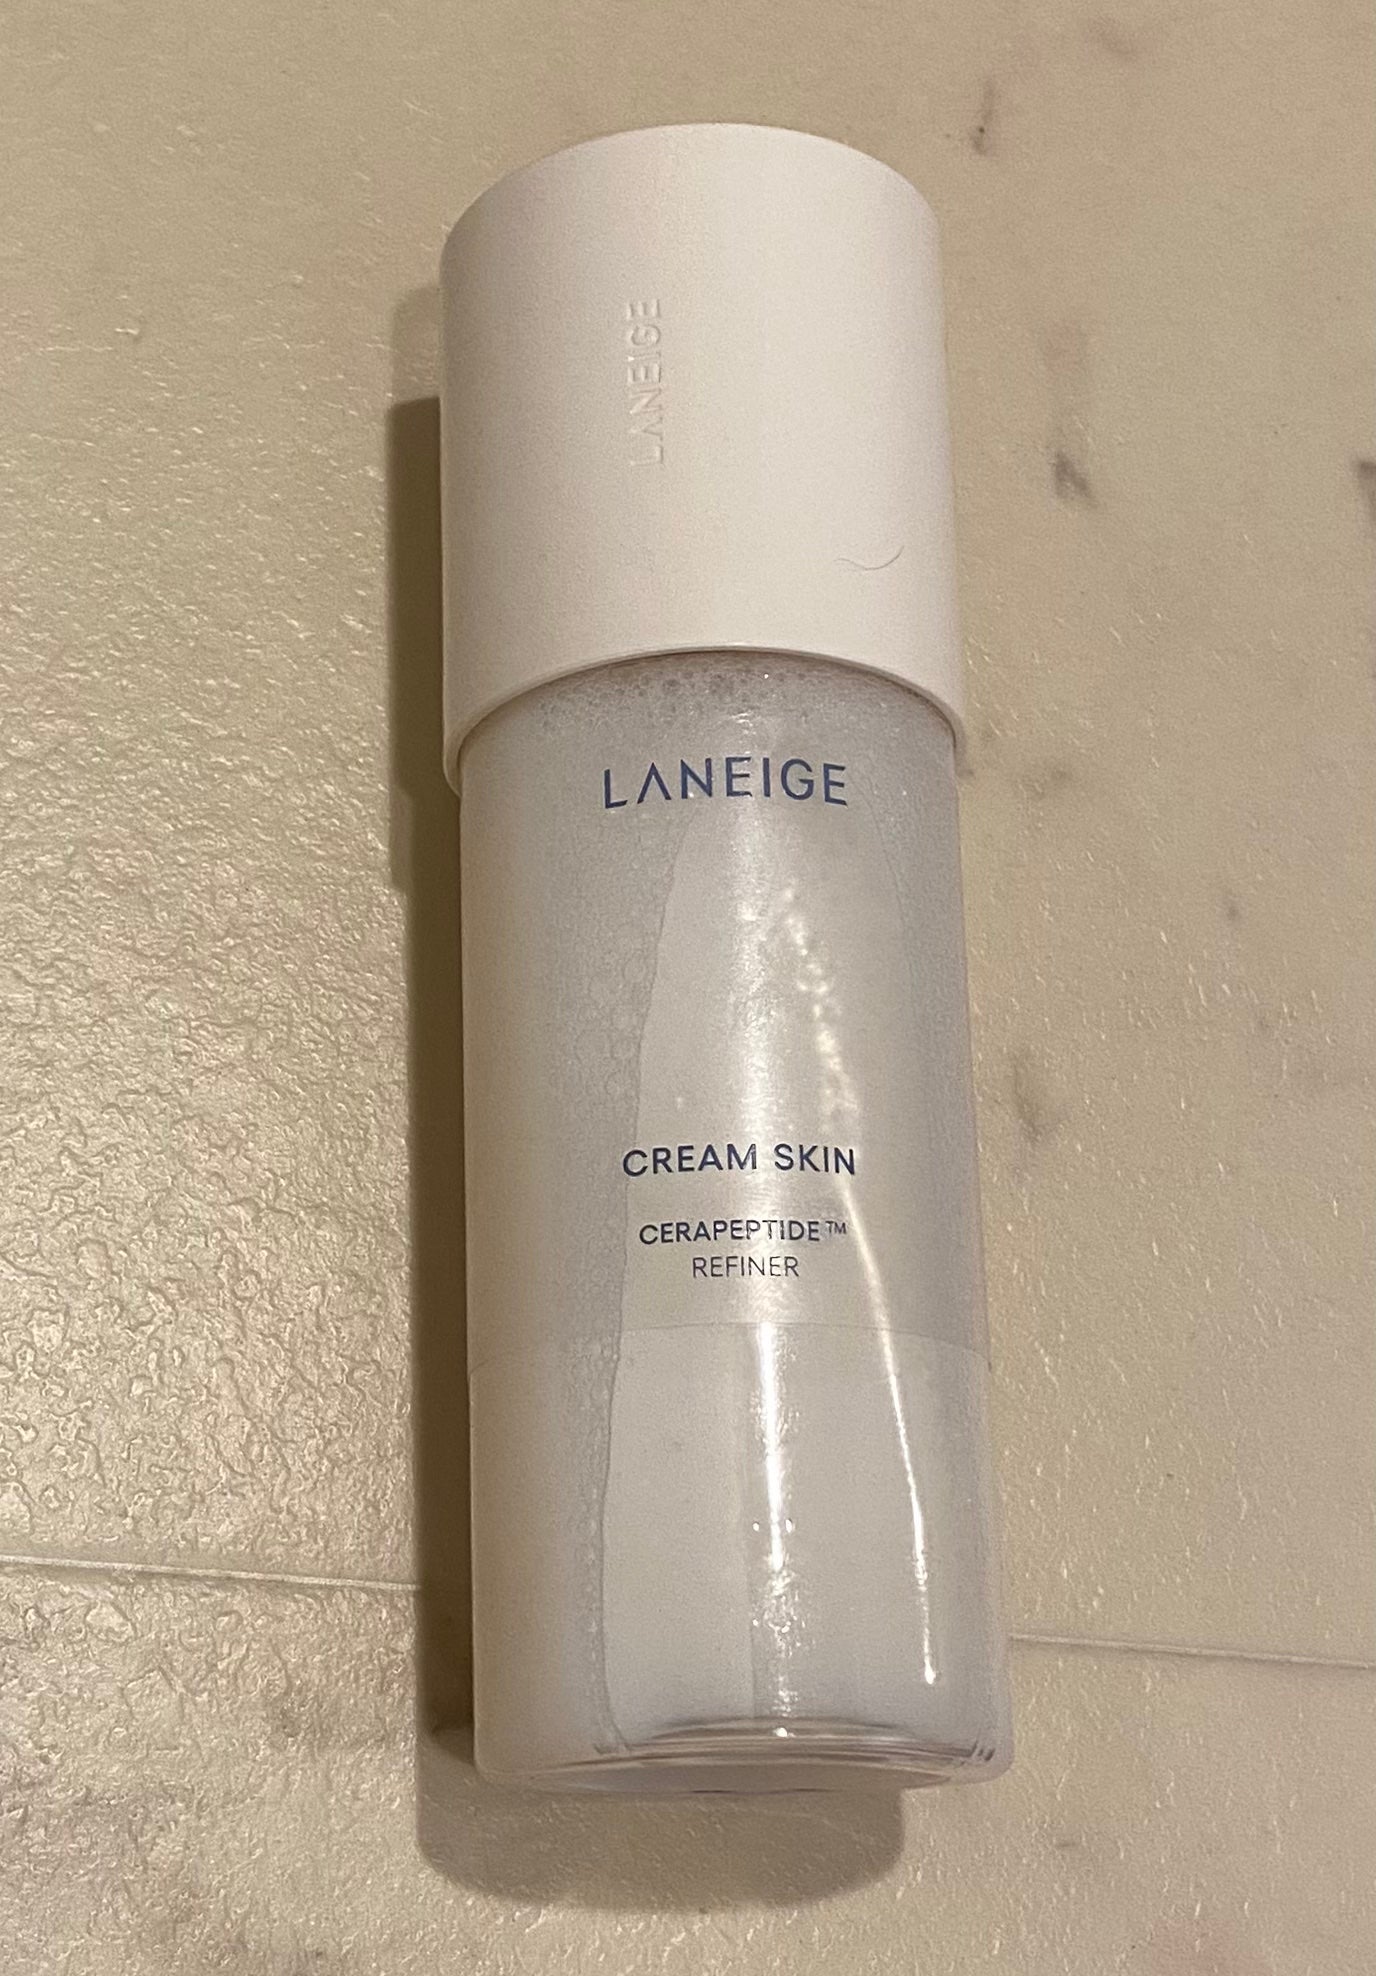 LANEIGE
LANEIGE
CREAM SKIN
CERAPEPTIDE™
REFINER